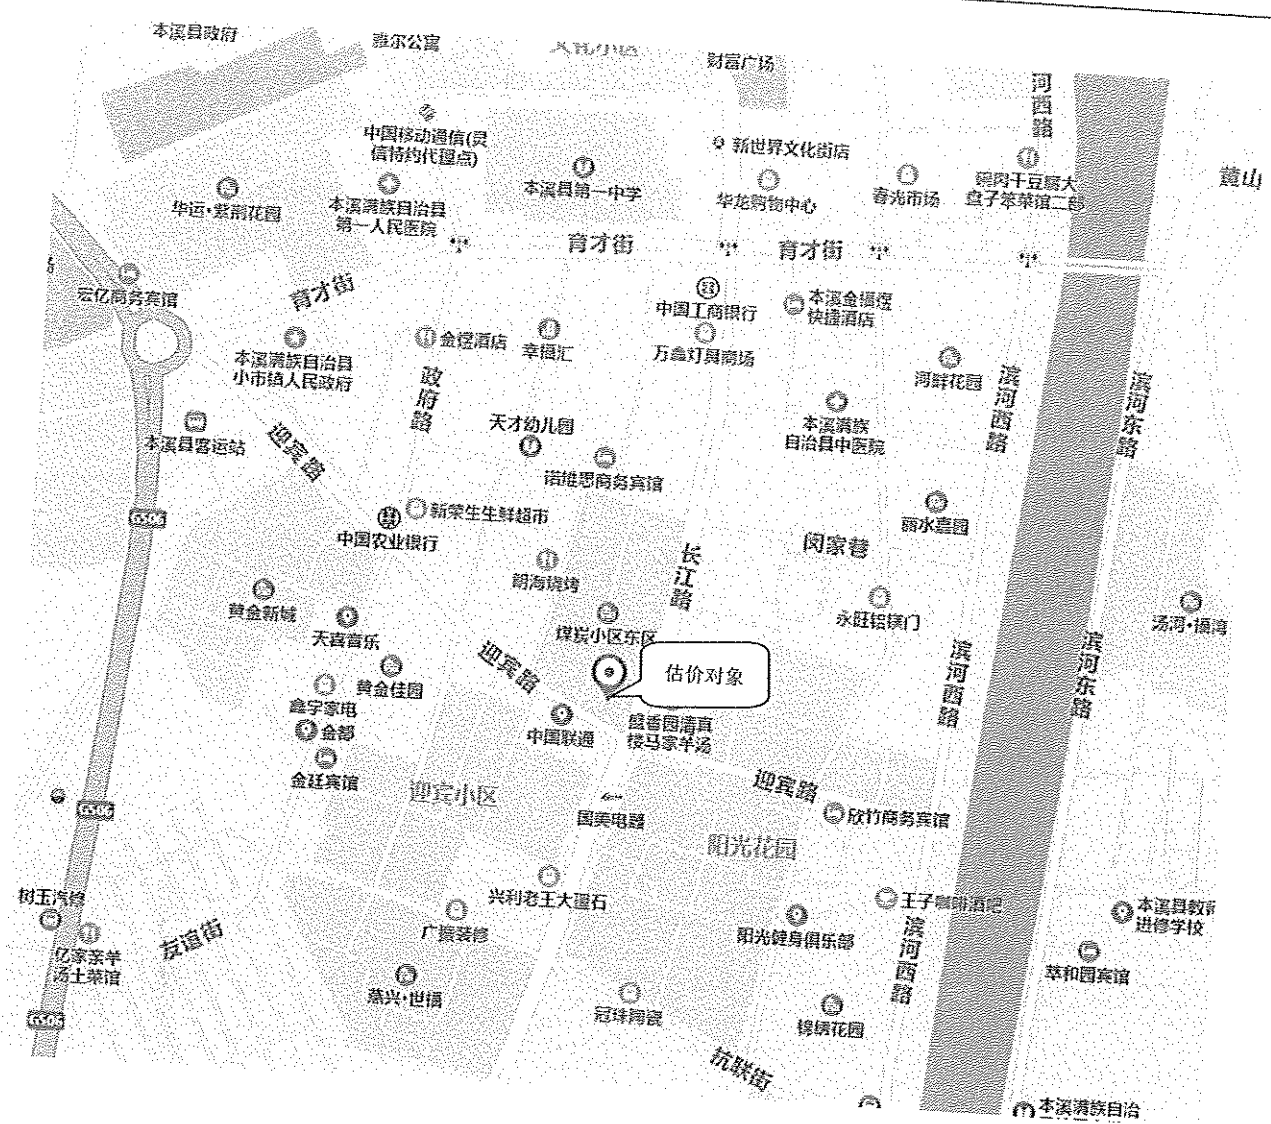 本溪县政府
雅尔公寓
文化小区
财富广场
河西路
中国移动通信(灵
信特约代理点)
新世界文化街店
本溪县第一中学
华龙购物中心
春光市场
碗肉干豆腐大
盘子笨菜馆二部
华运·紫荆花园
本溪满族自治县
第一人民医院
育才街
育才街
宏亿商务宾馆
育才街
中国工商银行
本溪金福煜
快捷酒店
本溪满族自治县
小市镇人民政府
金煜酒店
幸福汇
万鑫灯具商场
河畔花园
政府路
滨河西路
滨河东路
本溪县客运站
迎宾路
天才幼儿园
本溪满族
自治县中医院
诺维思商务宾馆
G506
新荣生生鲜超市
中国农业银行
丽水嘉园
闵家巷
长江路
朝海烧烤
黄金新城
天喜音乐
煤炭小区东区
永旺铝镁门
汤河·福湾
迎宾路
估价对象
滨河西路
滨河东路
黄金佳园
鑫宇家电
金都
中国联通
盛香园清真
楼马家羊汤
金廷宾馆
迎宾小区
迎宾路
G506
国美电器
欣竹商务宾馆
阳光花园
树玉汽修
兴利老王大理石
王子咖啡酒吧
本溪县教师
进修学校
广振装修
阳光健身俱乐部
滨河西路
友谊街
亿家亲羊
汤土菜馆
萃和园宾馆
燕兴·世福
冠珠陶瓷
锦绣花园
G506
抗联街
本溪满族自治